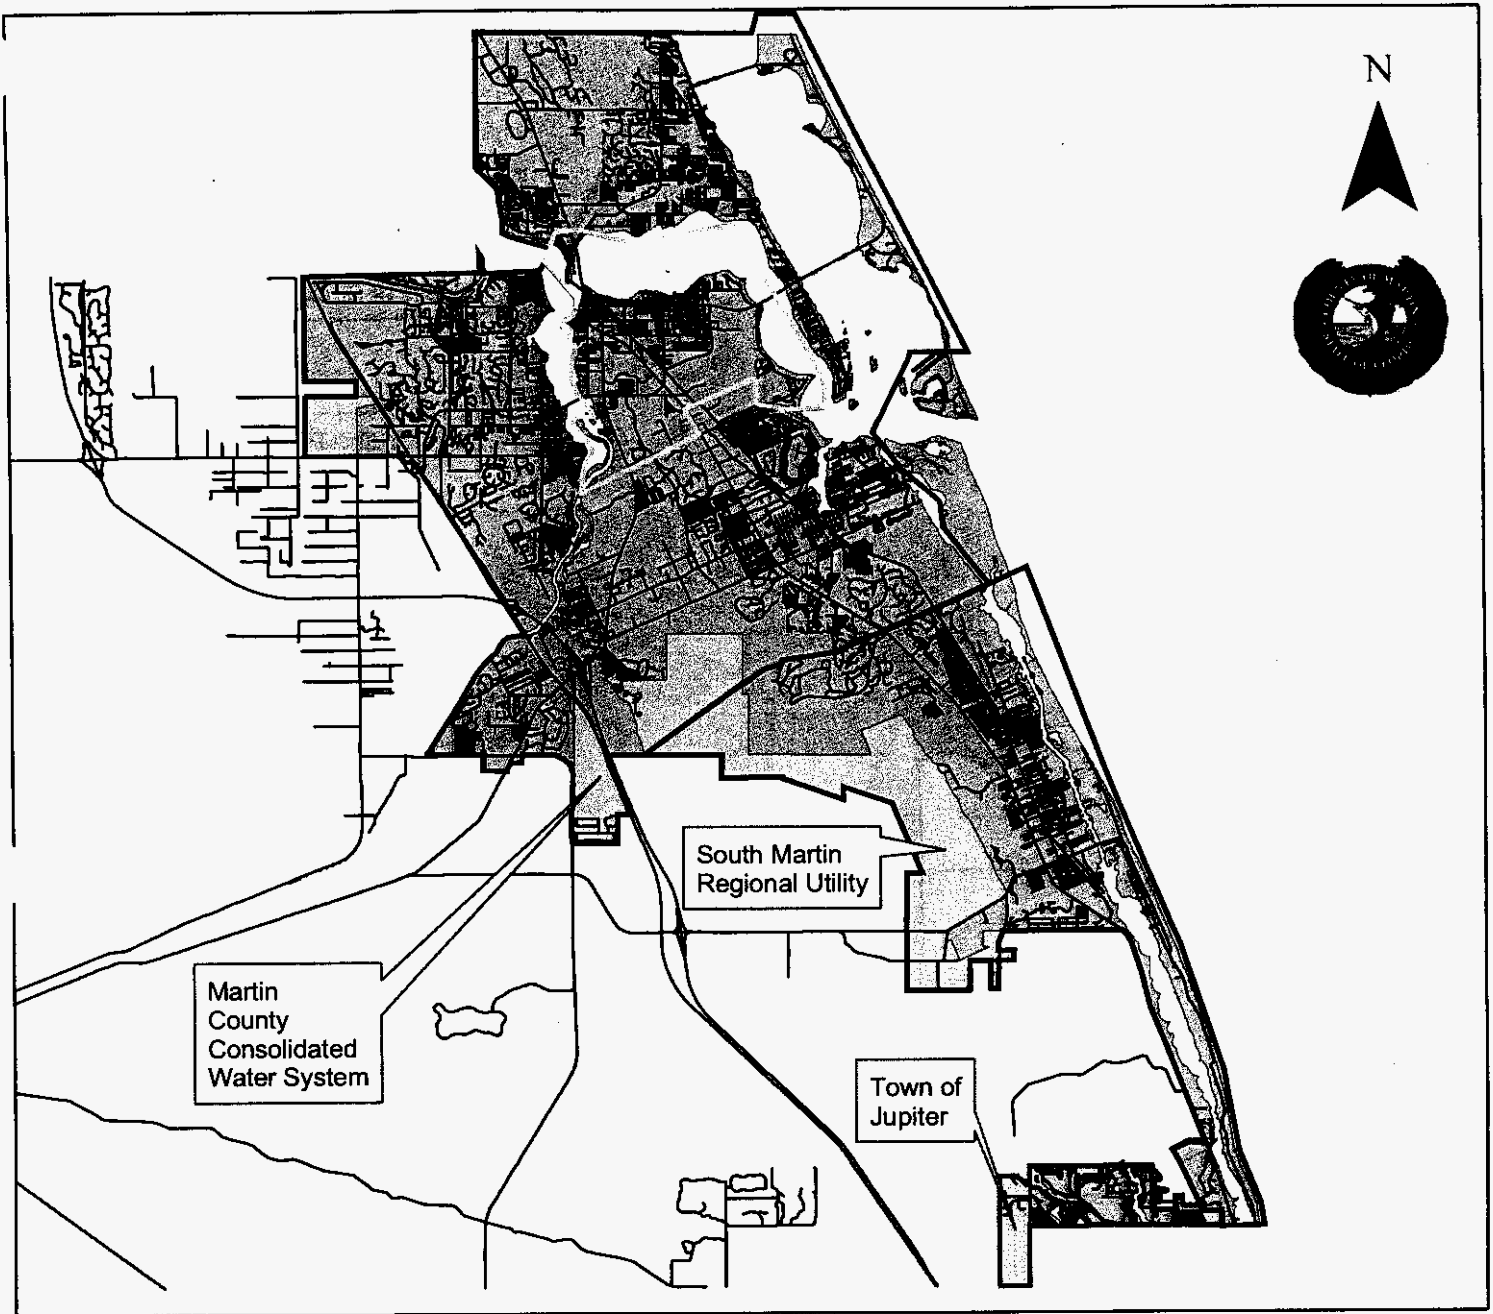 N
South Martin
Regional Utility
Martin
County
Consolidated
Water System
Town of
Jupiter